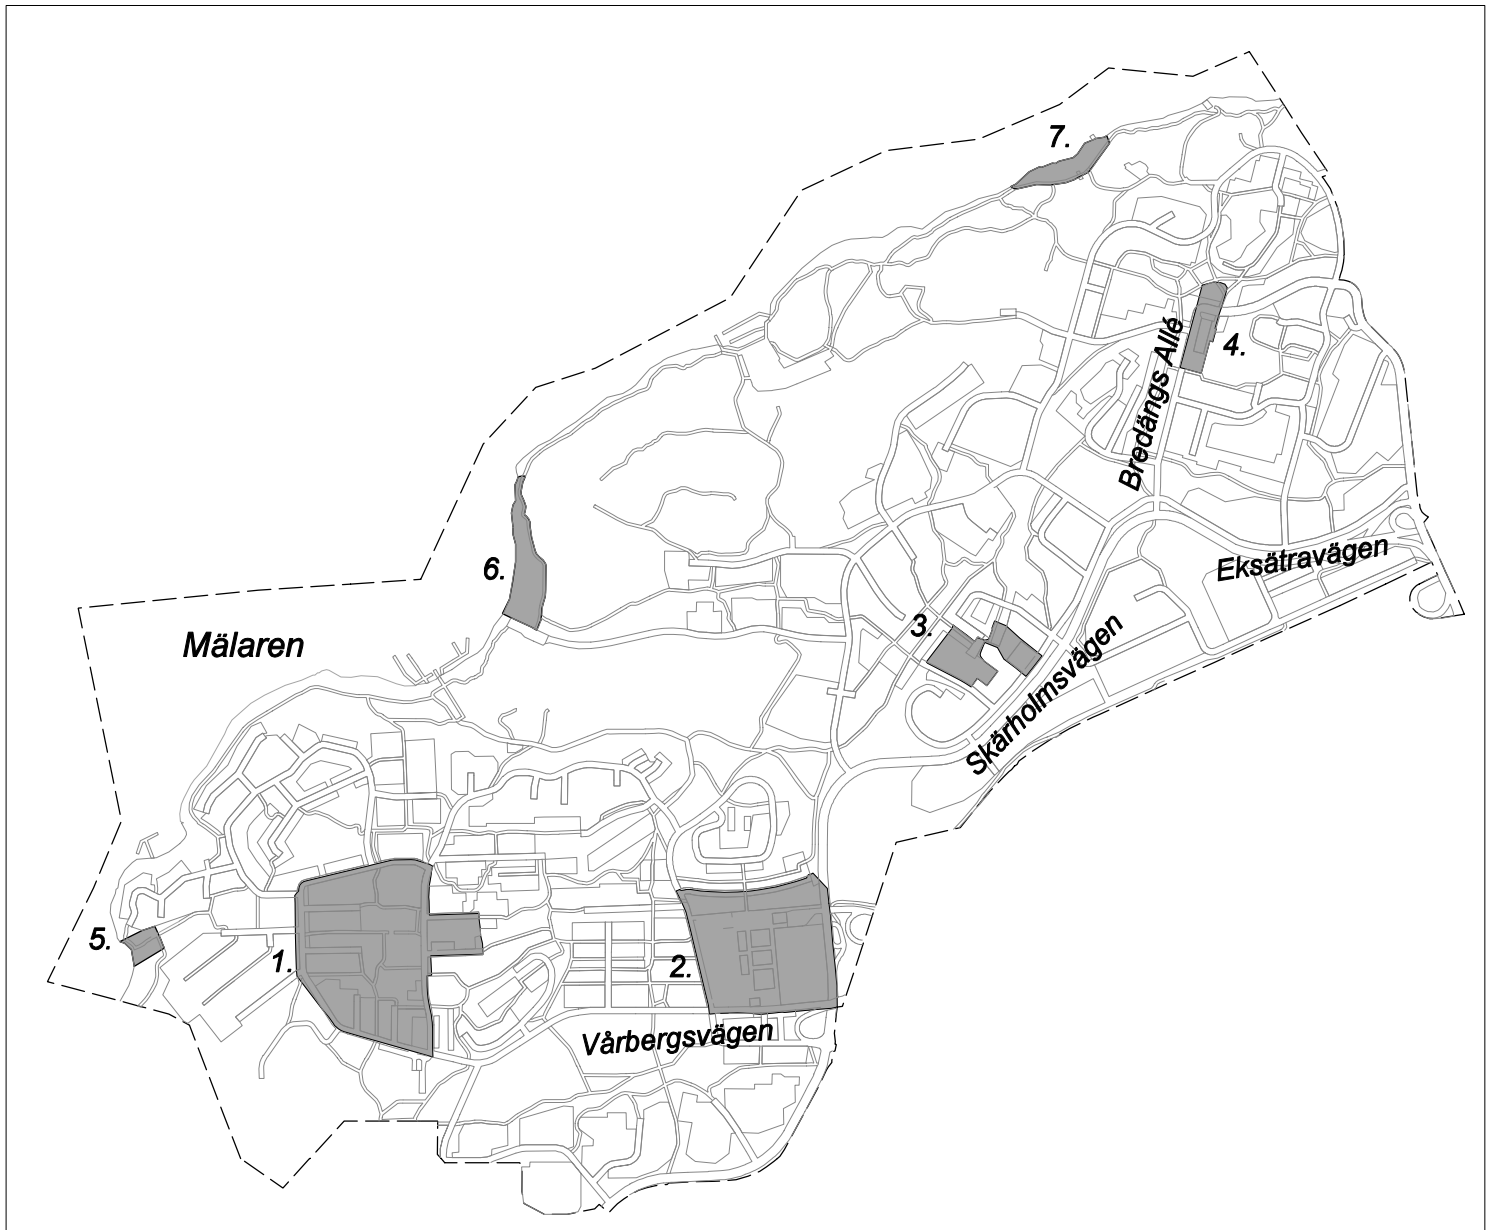 7.
4.
Bredängs Allé
6.
Eksätravägen
3.
Mälaren
Skärholmsvägen
5.
1.
2.
Vårbergsvägen